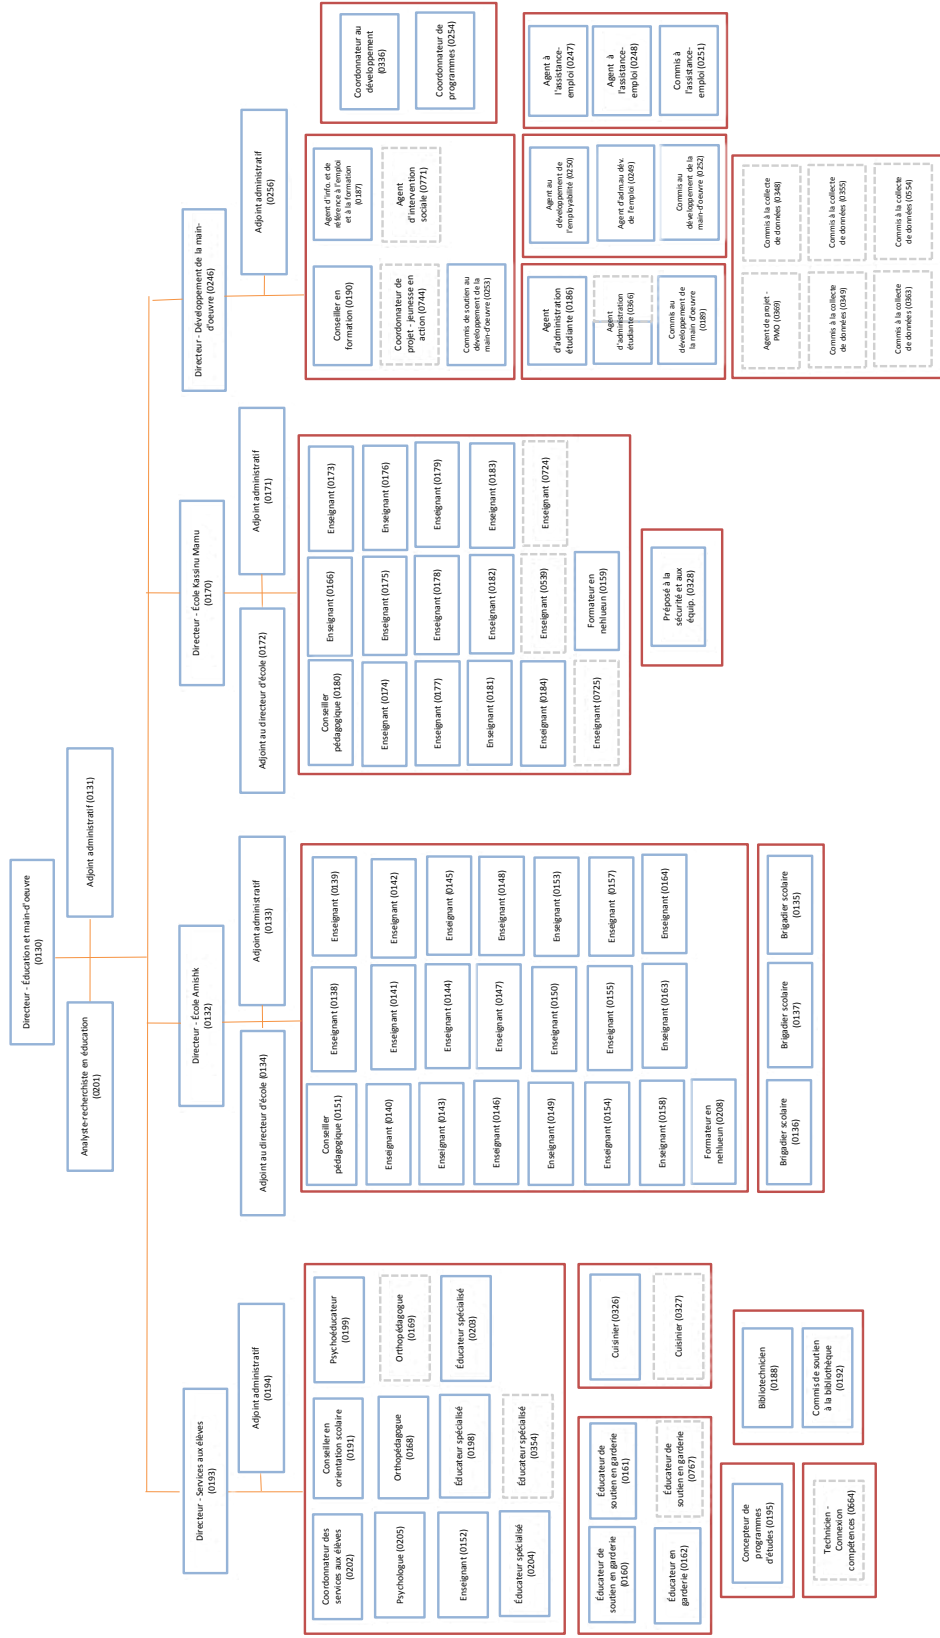 Directeur - Éducation et main-d'oeuvre
(0130)
Analyste-recherchiste en éducation
(0201)
Adjoint administratif (0131)
Directeur - Services aux élèves
(0193)
Adjoint administratif
(0194)
Coordonnateur des
services aux élèves
(0202)
Conseiller en
orientation scolaire
(0191)
Psychoéducateur
(0199)
Psychologue (0205)
Orthopédagogue
(0168)
Orthopédagogue
(0169)
Enseignant (0152)
Éducateur spécialisé
(0198)
Éducateur spécialisé
(0203)
Éducateur spécialisé
(0204)
Éducateur spécialisé
(0354)
Éducateur de
soutien en garderie
(0160)
Éducateur de
soutien en garderie
(0161)
Éducateur en
garderie (0162)
Éducateur de
soutien en garderie
(0767)
Cuisinier (0326)
Cuisinier (0327)
Concepteur de
programmes
d'études (0195)
Technicien -
Connexion
compétences (0664)
Bibliotechnicien
(0188)
Commis de soutien
à la bibliothèque
(0192)
Directeur - École Amishk
(0132)
Adjoint au directeur d'école (0134)
Adjoint administratif
(0133)
Conseiller
pédagogique (0151)
Enseignant (0138)
Enseignant (0139)
Enseignant (0140)
Enseignant (0141)
Enseignant (0142)
Enseignant (0143)
Enseignant (0144)
Enseignant (0145)
Enseignant (0146)
Enseignant (0147)
Enseignant (0148)
Enseignant (0149)
Enseignant (0150)
Enseignant (0153)
Enseignant (0154)
Enseignant (0155)
Enseignant (0157)
Enseignant (0158)
Enseignant (0163)
Enseignant (0164)
Formateur en
nehlueun (0208)
Brigadier scolaire
(0136)
Brigadier scolaire
(0137)
Brigadier scolaire
(0135)
Directeur - École Kassinu Mamu
(0170)
Adjoint au directeur d'école (0172)
Adjoint administratif
(0171)
Conseiller
pédagogique (0180)
Enseignant (0166)
Enseignant (0173)
Enseignant (0174)
Enseignant (0175)
Enseignant (0176)
Enseignant (0177)
Enseignant (0178)
Enseignant (0179)
Enseignant (0181)
Enseignant (0182)
Enseignant (0183)
Enseignant (0184)
Enseignant (0539)
Enseignant (0724)
Enseignant (0725)
Formateur en
nehlueun (0159)
Préposé à la
sécurité et aux
équip. (0328)
Directeur - Développement de la main-
d'oeuvre (0246)
Adjoint administratif
(0256)
Conseiller en
formation (0190)
Agent d'info. et de
référence à l'emploi
et à la formation
(0187)
Coordonnateur de
projet - jeunesse en
action (0744)
Agent
d'intervention
sociale (0771)
Commis de soutien au
développement de la
main-d'oeuvre (0253)
Coordonnateur au
développement
(0336)
Coordonnateur de
programmes (0254)
Agent
d'administration
étudiante (0186)
Agent
d'administration
étudiante (0366)
Commis au
développement de
la main d'oeuvre
(0189)
Agent au
développement de
l'employabilité (0250)
Agent d'adm.au dév.
de l'emploi (0249)
Commis au
développement de la
main-d'oeuvre (0252)
Agent à
l'assistance-
emploi (0247)
Agent à
l'assistance-
emploi (0248)
Commis à
l'assistance-
emploi (0251)
Agent de projet -
PMO (0369)
Commis à la collecte
de données (0348)
Commis à la collecte
de données (0349)
Commis à la collecte
de données (0355)
Commis à la collecte
de données (0363)
Commis à la collecte
de données (0554)